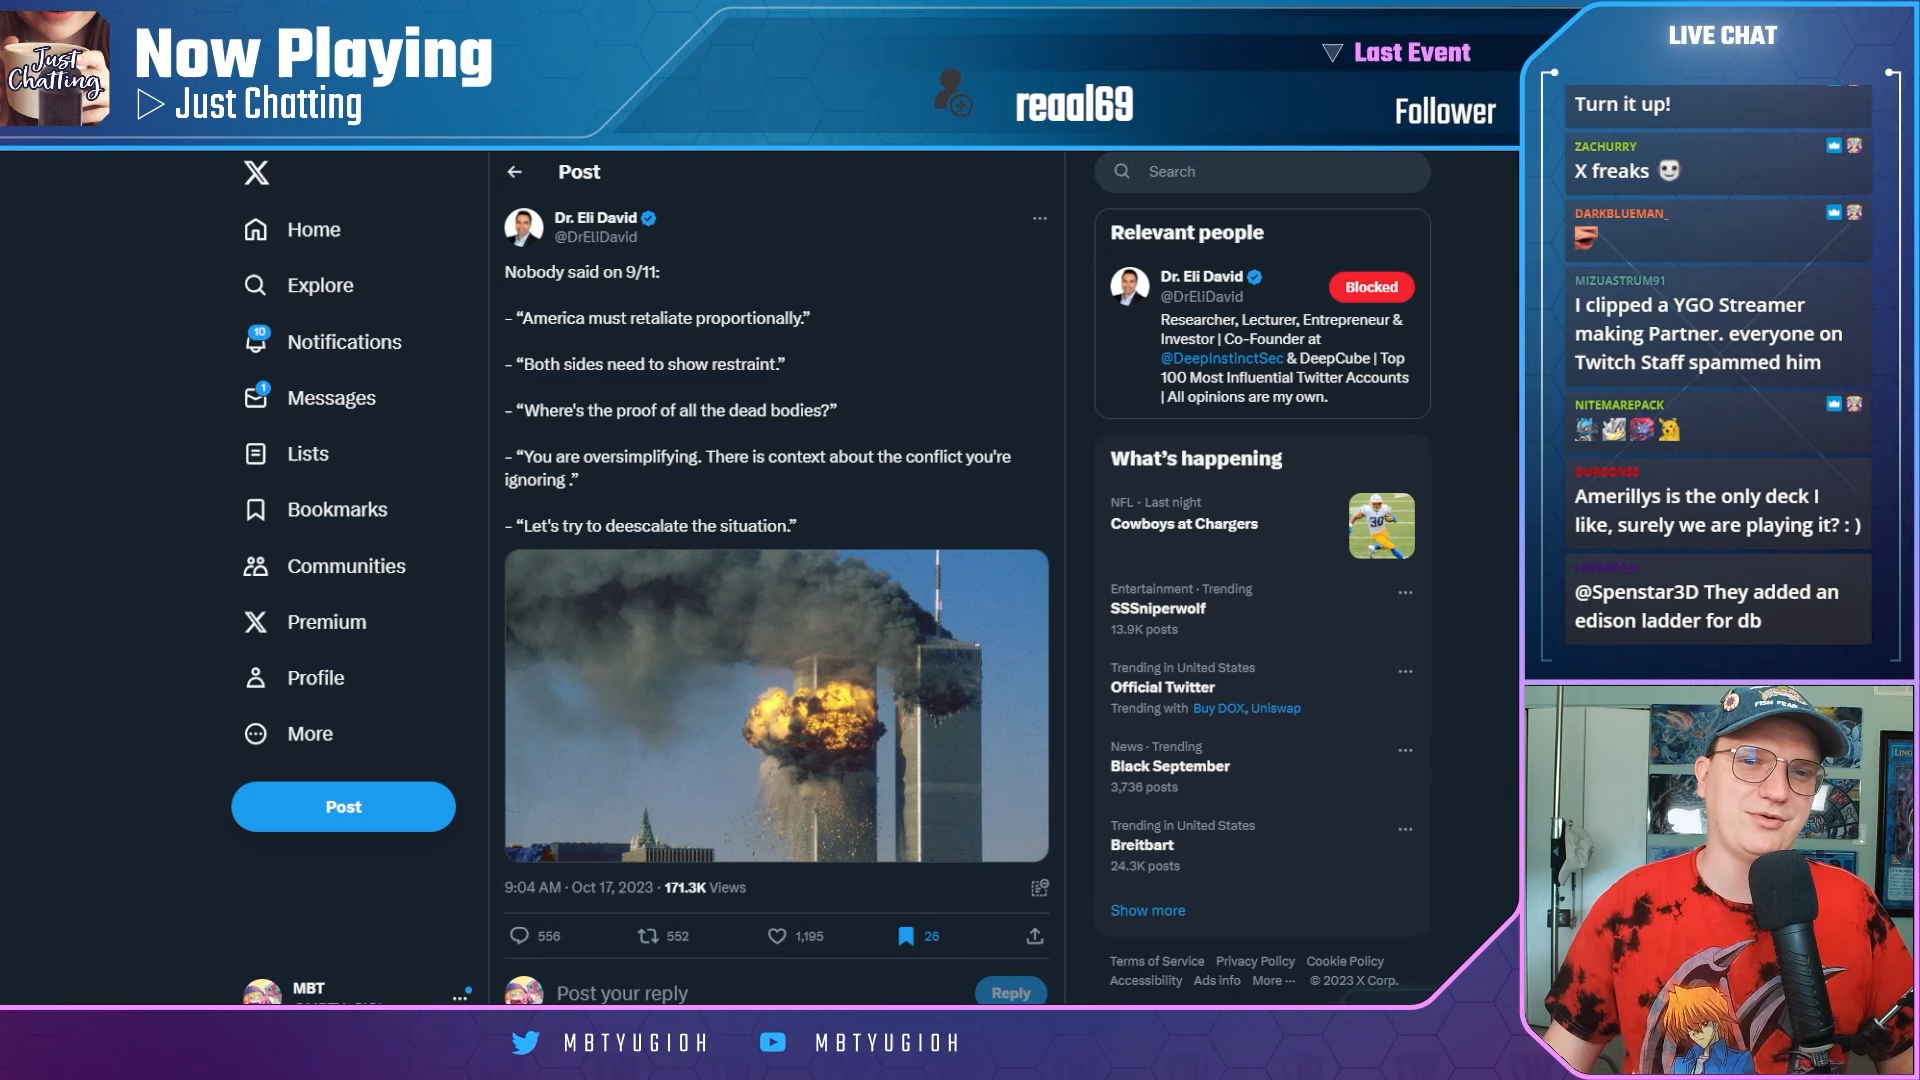 Just
Chatting
Now Playing
Just Chatting
Last Event
reaal69
Follower
LIVE CHAT
Turn it up!
ZACHURRY
X freaks
DARKBLUEMAN_
MIZUASTRUM91
I clipped a YGO Streamer
making Partner. everyone on
Twitch Staff spammed him
NITEMAREPACK
Amerillys is the only deck I
like, surely we are playing it? : )
@Spenstar3D They added an
edison ladder for db
Home
Explore
10
Notifications
1
Messages
Lists
Bookmarks
Communities
Premium
Profile
More
Post
MBT
Post
Dr. Eli David
@DrEliDavid
Nobody said on 9/11:
- “America must retaliate proportionally.”
- “Both sides need to show restraint.”
- “Where's the proof of all the dead bodies?”
- “You are oversimplifying. There is context about the conflict you're
ignoring .”
- “Let's try to deescalate the situation.”
9:04 AM · Oct 17, 2023 · 171.3K Views
556
552
1,195
26
Post your reply
Reply
Search
Relevant people
Dr. Eli David
@DrEliDavid
Blocked
Researcher, Lecturer, Entrepreneur &
Investor | Co-Founder at
@DeepInstinctSec & DeepCube | Top
100 Most Influential Twitter Accounts
| All opinions are my own.
What’s happening
NFL · Last night
Cowboys at Chargers
30
Entertainment · Trending
SSSniperwolf
13.9K posts
Trending in United States
Official Twitter
Trending with Buy DOX, Uniswap
News · Trending
Black September
3,736 posts
Trending in United States
Breitbart
24.3K posts
Show more
Terms of Service Privacy Policy Cookie Policy
Accessibility Ads info More ··· © 2023 X Corp.
FISH FEAR
MBTYUGIOH
MBTYUGIOH